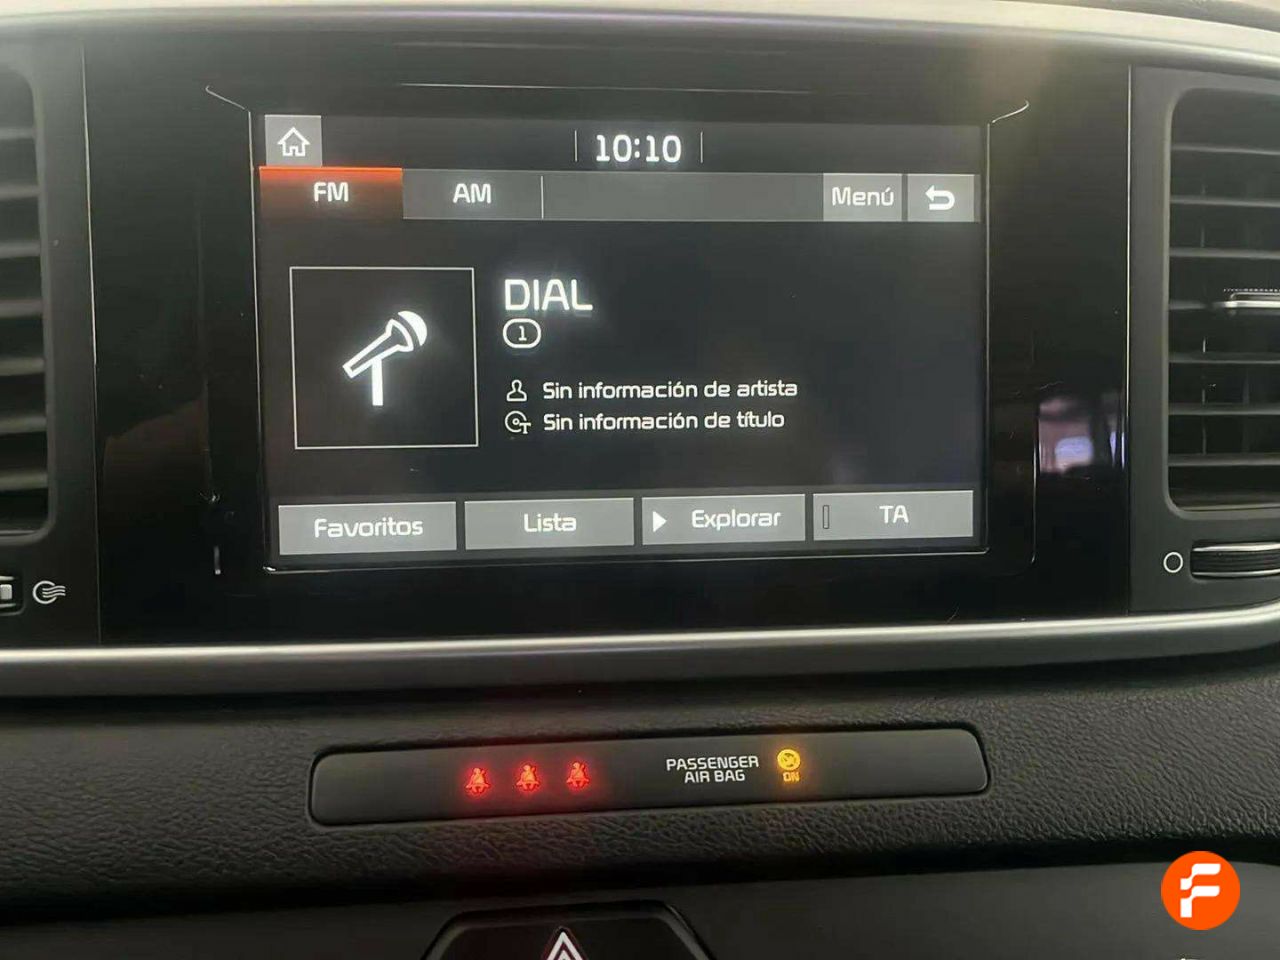 10:10
FM
AM
Menú
DIAL
1
Sin información de artista
Sin información de título
Favoritos
Lista
Explorar
TA
PASSENGER
AIR BAG
ON